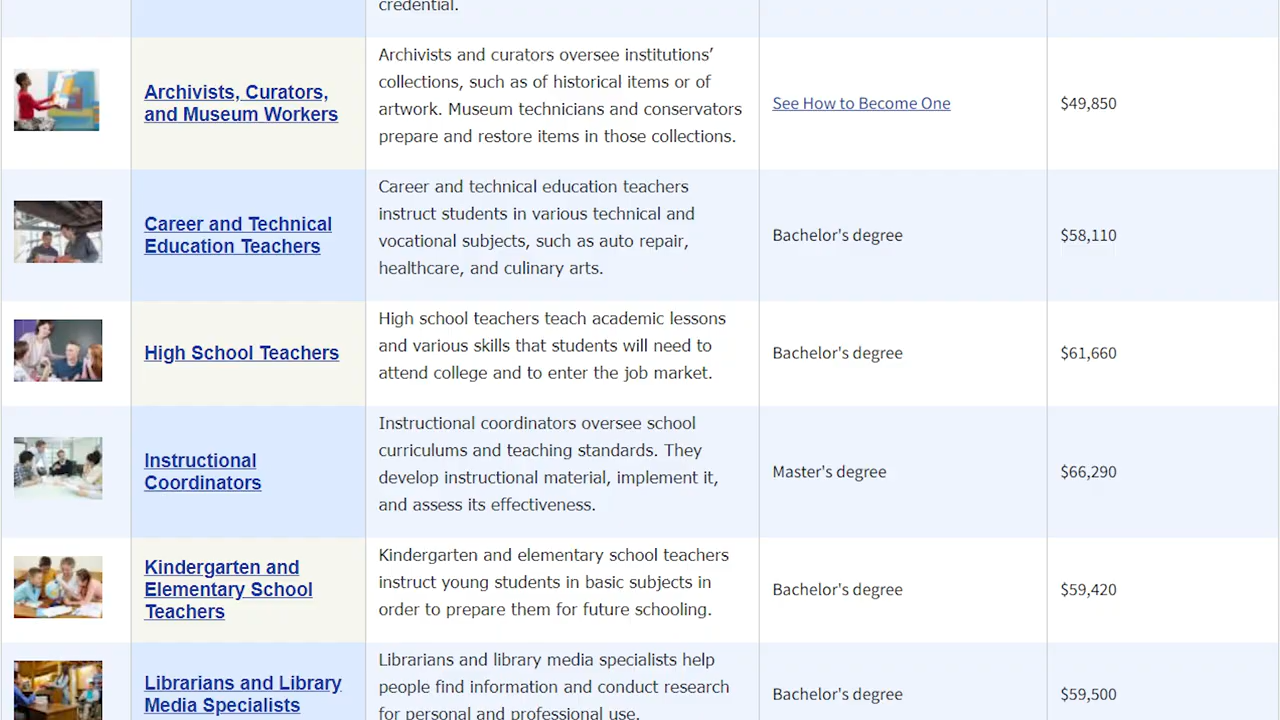 credential.
Archivists, Curators,
and Museum Workers
Archivists and curators oversee institutions’
collections, such as of historical items or of
artwork. Museum technicians and conservators
prepare and restore items in those collections.
See How to Become One
$49,850
Career and Technical
Education Teachers
Career and technical education teachers
instruct students in various technical and
vocational subjects, such as auto repair,
healthcare, and culinary arts.
Bachelor's degree
$58,110
High School Teachers
High school teachers teach academic lessons
and various skills that students will need to
attend college and to enter the job market.
Bachelor's degree
$61,660
Instructional
Coordinators
Instructional coordinators oversee school
curriculums and teaching standards. They
develop instructional material, implement it,
and assess its effectiveness.
Master's degree
$66,290
Kindergarten and
Elementary School
Teachers
Kindergarten and elementary school teachers
instruct young students in basic subjects in
order to prepare them for future schooling.
Bachelor's degree
$59,420
Librarians and Library
Media Specialists
Librarians and library media specialists help
people find information and conduct research
for personal and professional use.
Bachelor's degree
$59,500